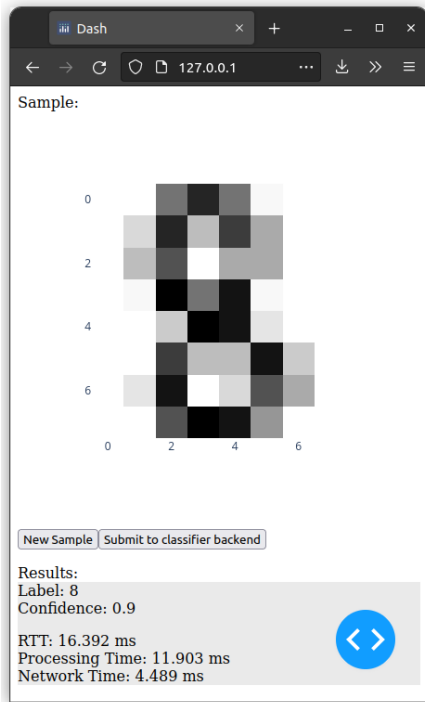 Dash
127.0.0.1
Sample:
0
2
4
6
0 2 4 6
New Sample Submit to classifier backend
Results:
Label: 8
Confidence: 0.9
RTT: 16.392 ms
Processing Time: 11.903 ms
Network Time: 4.489 ms